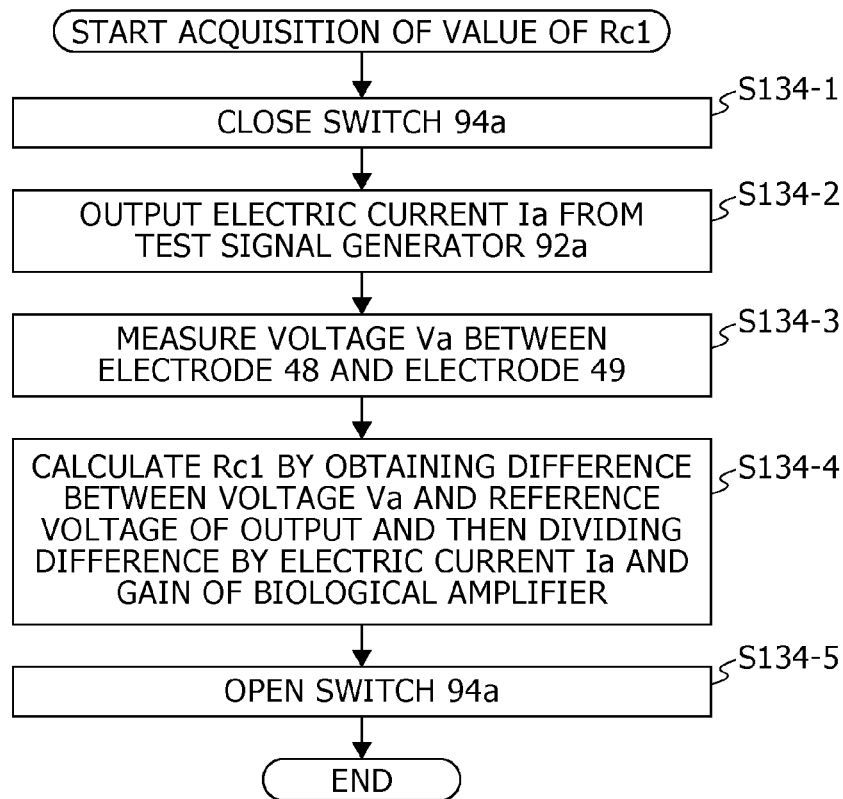 START ACQUISITION OF VALUE OF Rc1
S134-1
CLOSE SWITCH 94a
S134-2
OUTPUT ELECTRIC CURRENT Ia FROM
TEST SIGNAL GENERATOR 92a
S134-3
MEASURE VOLTAGE Va BETWEEN
ELECTRODE 48 AND ELECTRODE 49
S134-4
CALCULATE Rc1 BY OBTAINING DIFFERENCE
BETWEEN VOLTAGE Va AND REFERENCE
VOLTAGE OF OUTPUT AND THEN DIVIDING
DIFFERENCE BY ELECTRIC CURRENT Ia AND
GAIN OF BIOLOGICAL AMPLIFIER
S134-5
OPEN SWITCH 94a
END